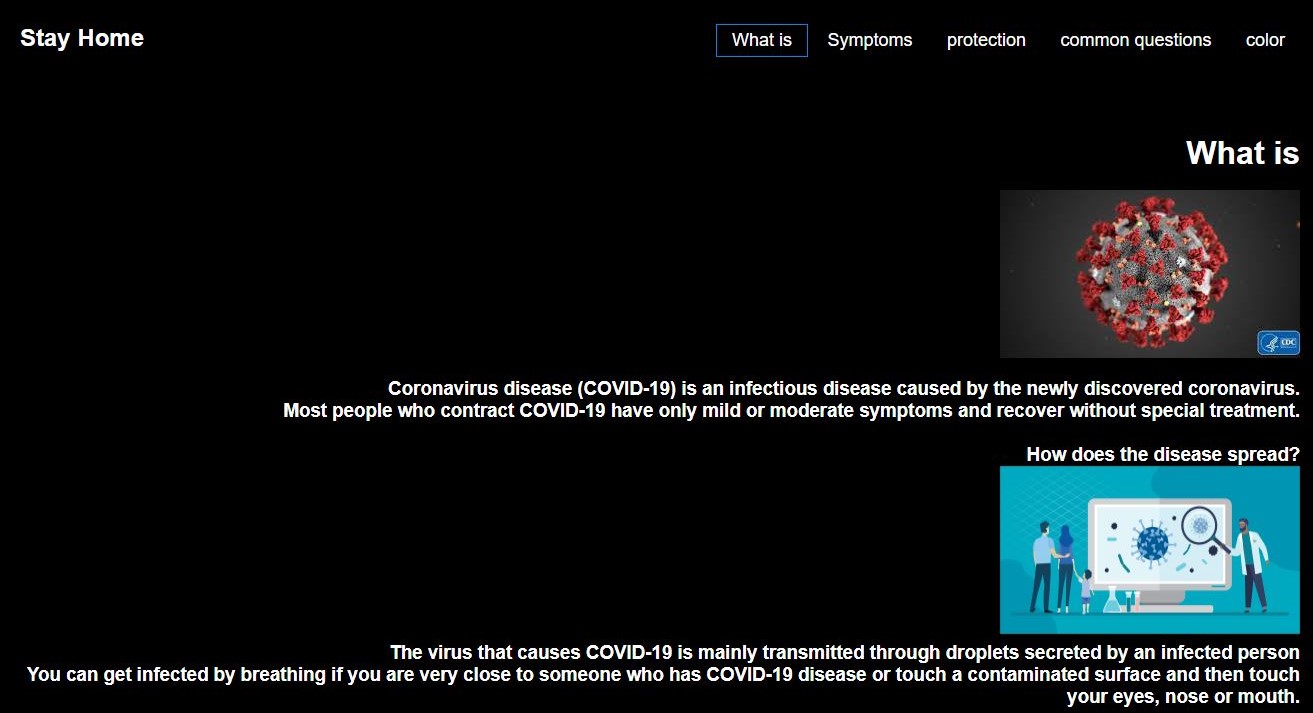 Stay Home
What is
Symptoms
protection
common questions
color
What is
CDC
Coronavirus disease (COVID-19) is an infectious disease caused by the newly discovered coronavirus.
Most people who contract COVID-19 have only mild or moderate symptoms and recover without special treatment.
How does the disease spread?
The virus that causes COVID-19 is mainly transmitted through droplets secreted by an infected person
You can get infected by breathing if you are very close to someone who has COVID-19 disease or touch a contaminated surface and then touch
your eyes, nose or mouth.